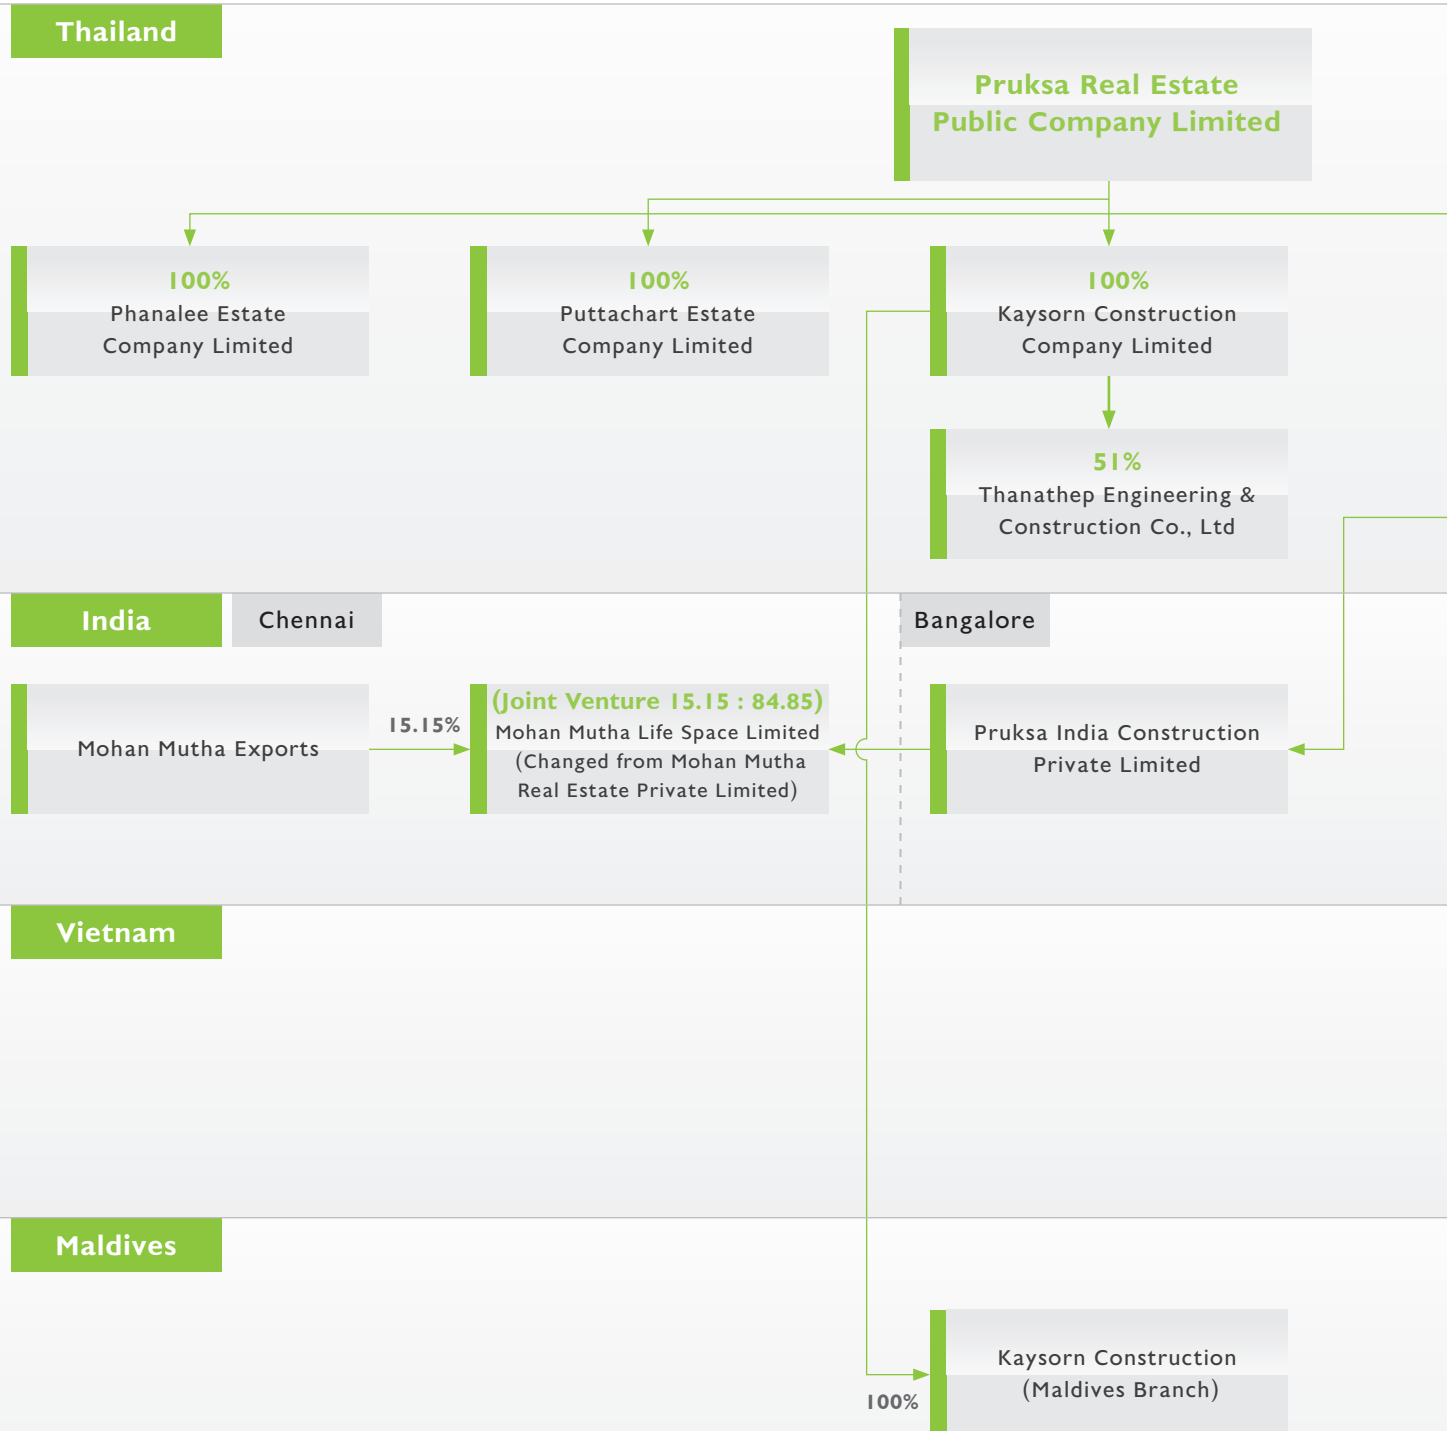 Thailand
Pruksa Real Estate
Public Company Limited
100%
Phanalee Estate
Company Limited
100%
Puttachart Estate
Company Limited
100%
Kaysorn Construction
Company Limited
51%
Thanathep Engineering &
Construction Co., Ltd
India
Chennai
Bangalore
Mohan Mutha Exports
15.15%
(Joint Venture 15.15 : 84.85)
Mohan Mutha Life Space Limited
(Changed from Mohan Mutha
Real Estate Private Limited)
Pruksa India Construction
Private Limited
Vietnam
Maldives
Kaysorn Construction
(Maldives Branch)
100%